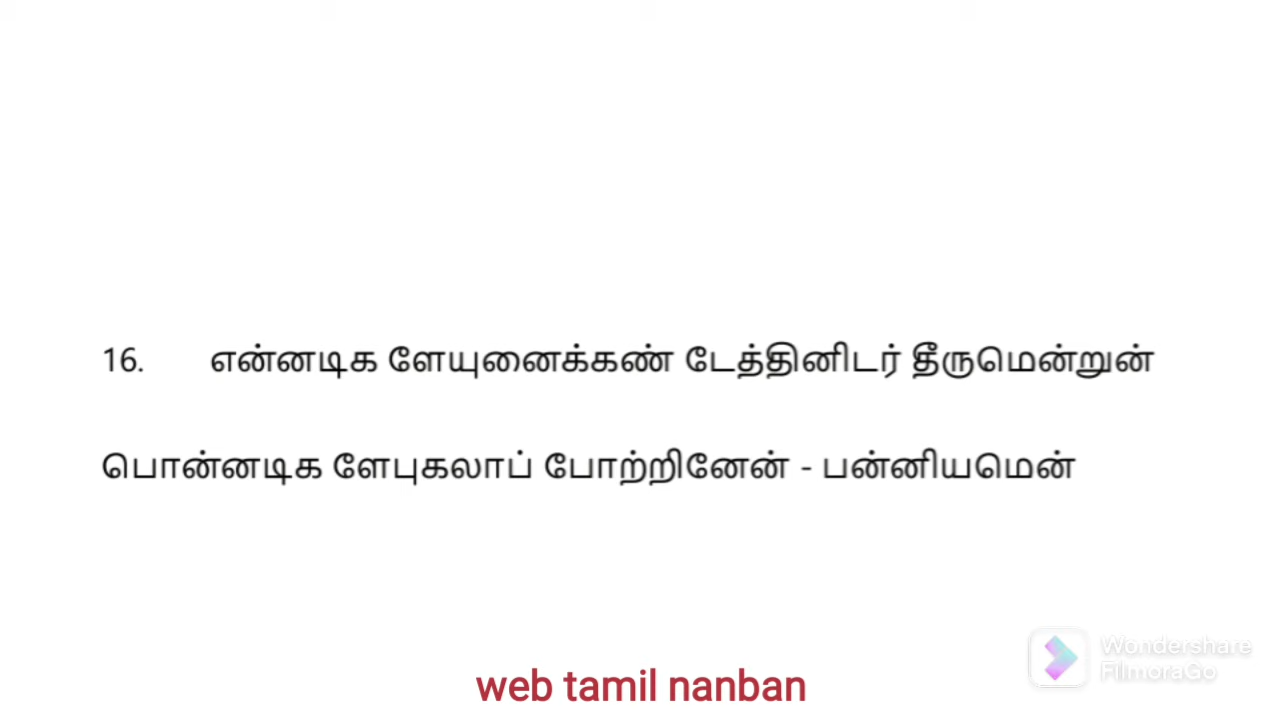 16. என்னடிக ளேயுனைக்கண் டேத்தினிடர் தீருமென்றுன்
பொன்னடிக ளேபுகலாப் போற்றினேன் - பன்னியமென்
Wondershare
FilmoraGo
web tamil nanban